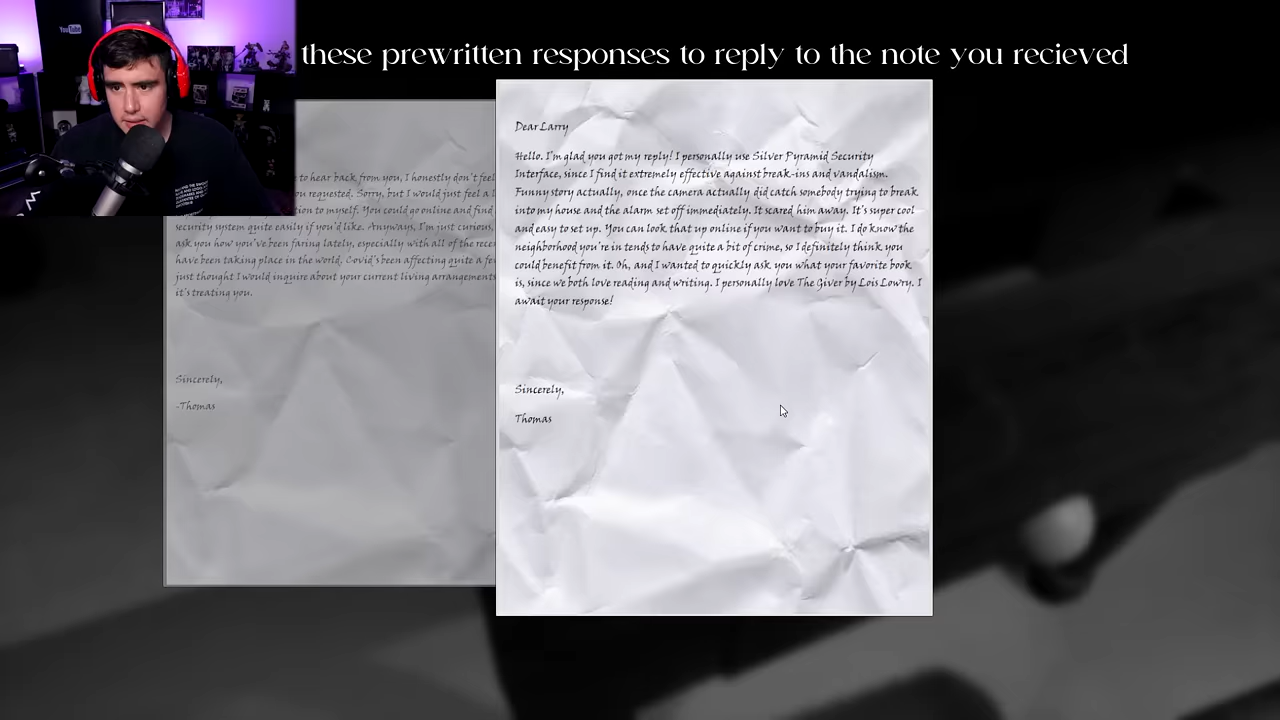 these prewritten responses to reply to the note you recieved
to hear back from you, I honestly don't feel
ou requested. Sorry, but I would just feel a l
tion to myself. You could go online and find
security system quite easily if you'd like. Anyways, I'm just curious,
ask you how you've been faring lately, especially with all of the rece
have been taking place in the world. Covid's been affecting quite a fe
just thought I would inquire about your current living arrangements
it's treating you.
Sincerely,
-Thomas
Dear Larry
Hello. I'm glad you got my reply! I personally use Silver Pyramid Security
Interface, since I find it extremely effective against break-ins and vandalism.
Funny story actually, once the camera actually did catch somebody trying to break
into my house and the alarm set off immediately. It scared him away. It's super cool
and easy to set up. You can look that up online if you want to buy it. I do know the
neighborhood you're in tends to have quite a bit of crime, so I definitely think you
could benefit from it. Oh, and I wanted to quickly ask you what your favorite book
is, since we both love reading and writing. I personally love The Giver by Lois Lowry. I
await your response!
Sincerely,
Thomas